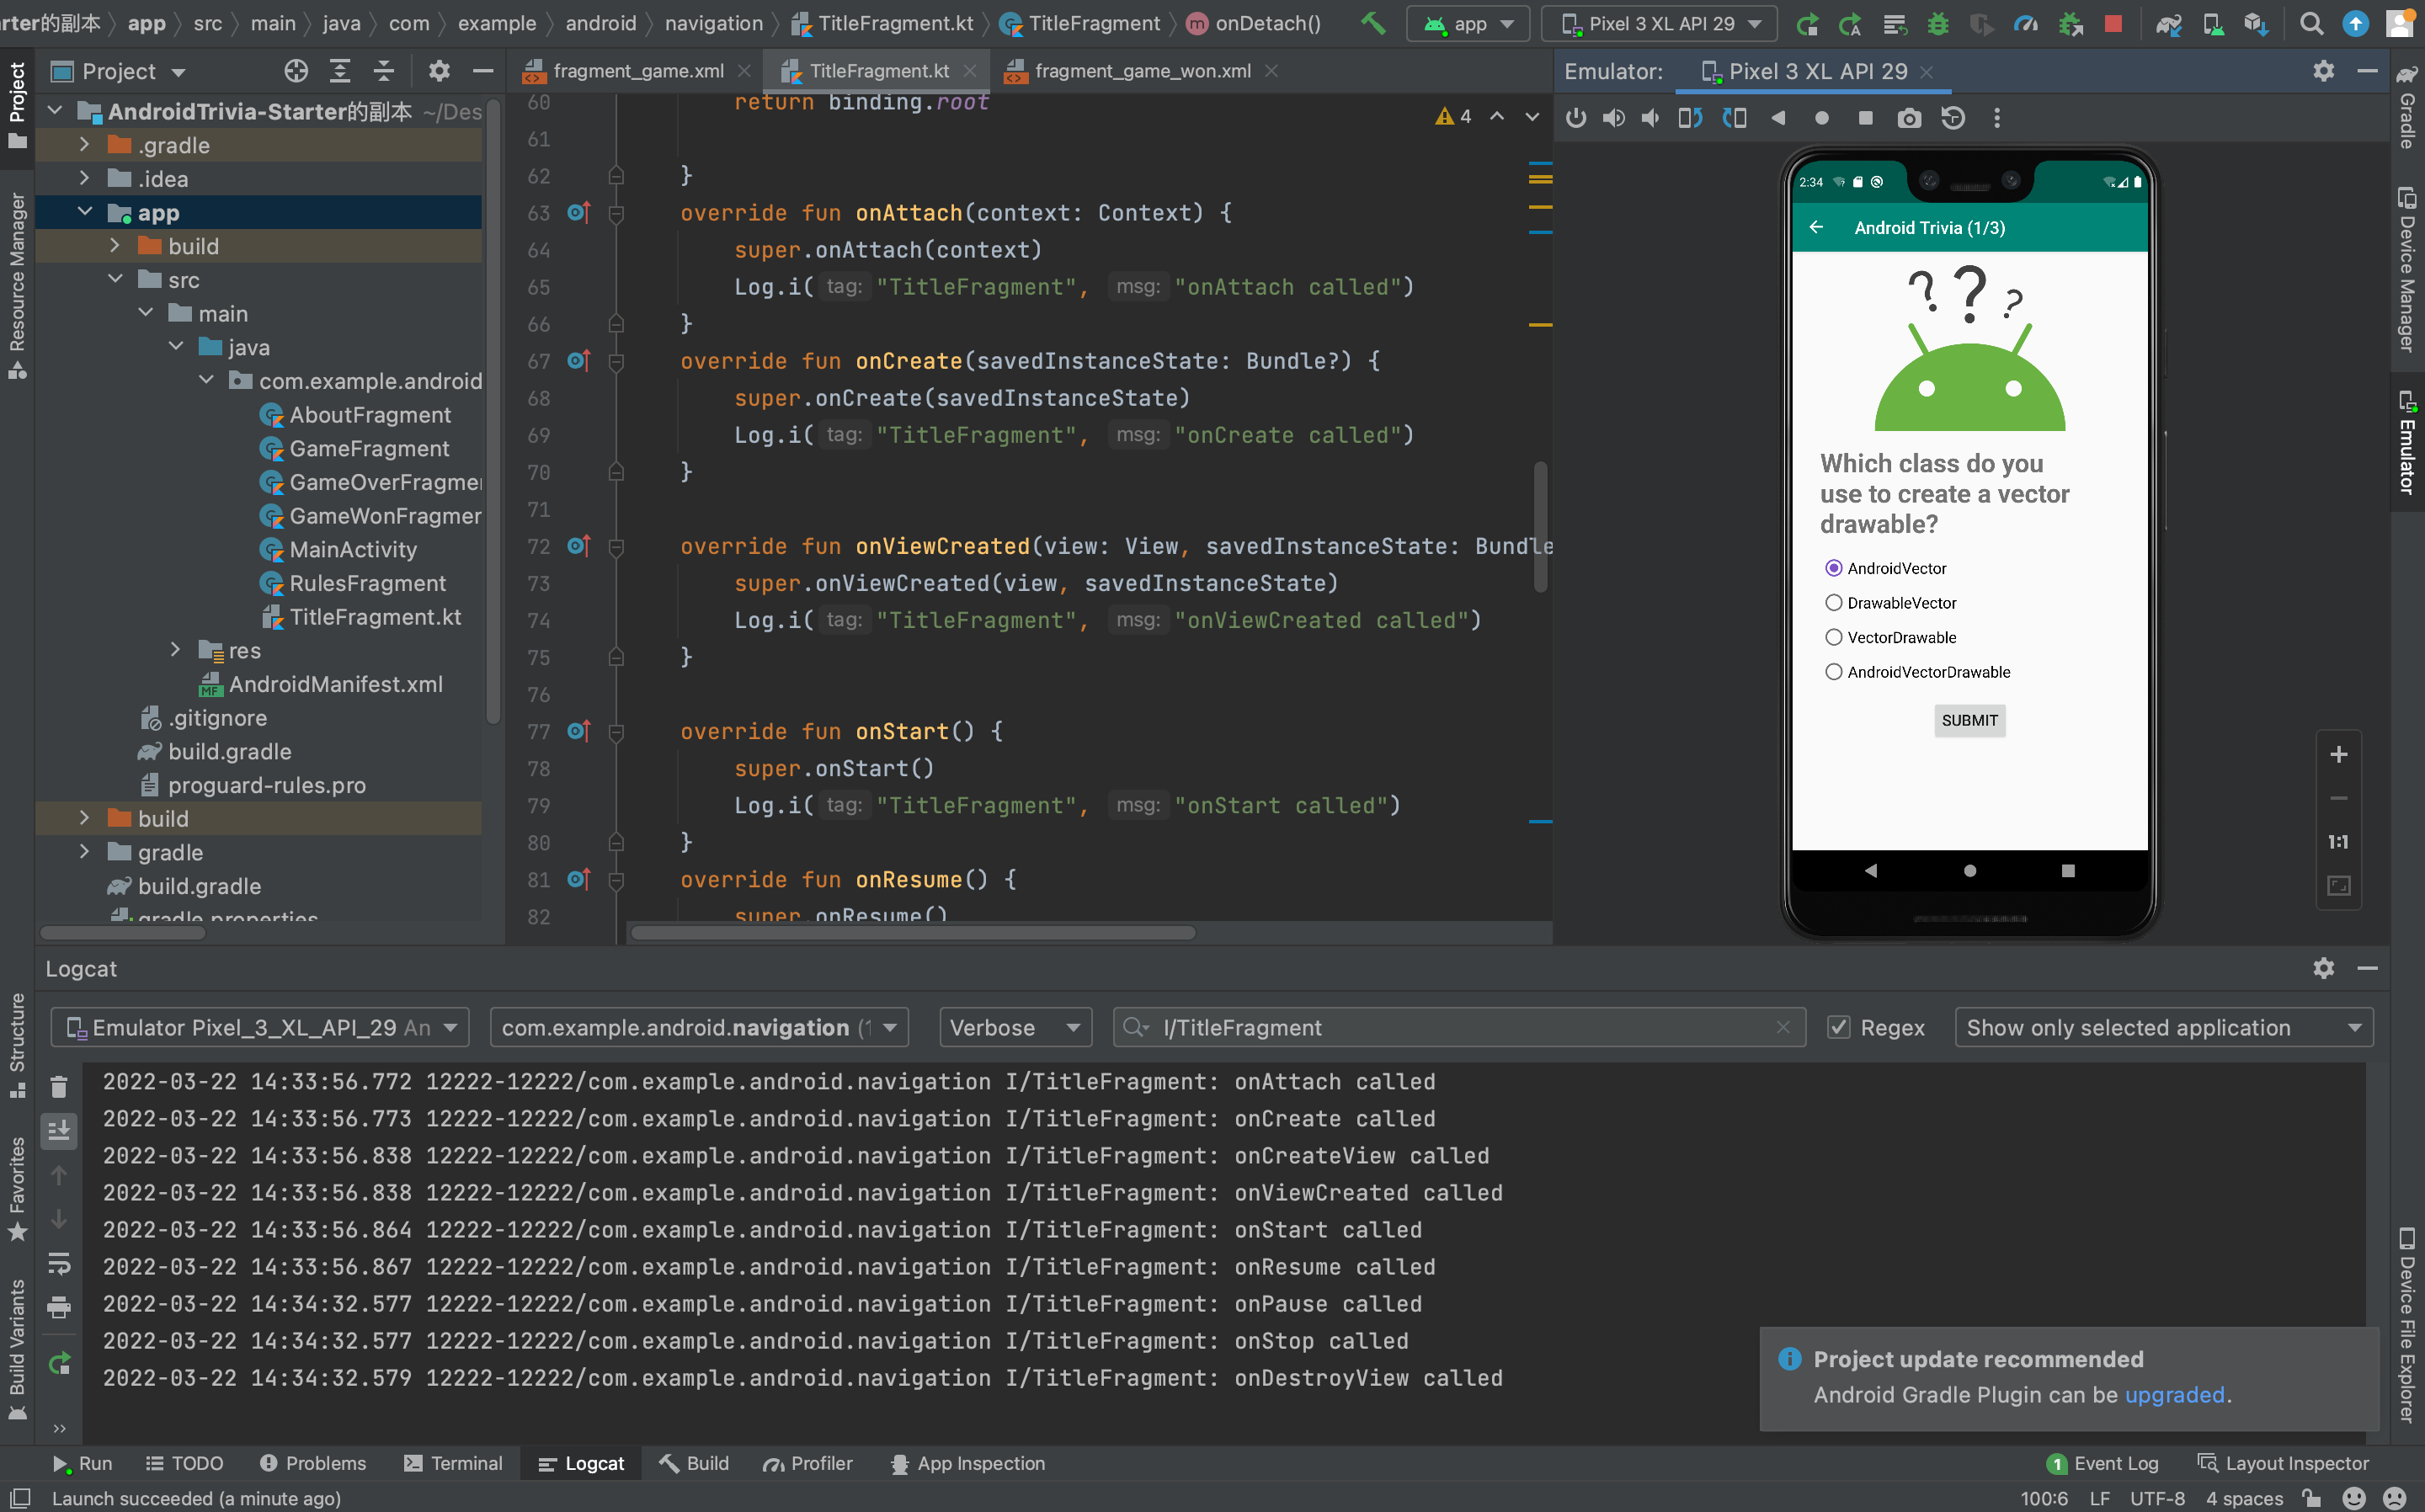 rter的副本 app src main java com example android navigation TitleFragment.kt TitleFragment onDetach() app Pixel 3 XL API 29
Project
fragment_game.xml TitleFragment.kt fragment_game_won.xml
Emulator: Pixel 3 XL API 29
Project
Resource Manager
Structure
Favorites
Build Variants
AndroidTrivia-Starter的副本 ~/Des
.gradle
.idea
app
build
src
main
java
com.example.android
AboutFragment
GameFragment
GameOverFragme
GameWonFragmer
MainActivity
RulesFragment
TitleFragment.kt
res
AndroidManifest.xml
.gitignore
build.gradle
proguard-rules.pro
build
gradle
build.gradle
gradle.properties
4
60 return binding.root
61
62 }
63 override fun onAttach(context: Context) {
64 super.onAttach(context)
65 Log.i( tag: "TitleFragment", msg: "onAttach called")
66 }
67 override fun onCreate(savedInstanceState: Bundle?) {
68 super.onCreate(savedInstanceState)
69 Log.i( tag: "TitleFragment", msg: "onCreate called")
70 }
71
72 override fun onViewCreated(view: View, savedInstanceState: Bundle
73 super.onViewCreated(view, savedInstanceState)
74 Log.i( tag: "TitleFragment", msg: "onViewCreated called")
75 }
76
77 override fun onStart() {
78 super.onStart()
79 Log.i( tag: "TitleFragment", msg: "onStart called")
80 }
81 override fun onResume() {
82 super.onResume()
2:34
Android Trivia (1/3)
? ? ?
Which class do you
use to create a vector
drawable?
AndroidVector
DrawableVector
VectorDrawable
AndroidVectorDrawable
SUBMIT
1:1
Gradle
Device Manager
Emulator
Device File Explorer
Logcat
Emulator Pixel_3_XL_API_29 An com.example.android.navigation (1 Verbose I/TitleFragment Regex Show only selected application
2022-03-22 14:33:56.772 12222-12222/com.example.android.navigation I/TitleFragment: onAttach called
2022-03-22 14:33:56.773 12222-12222/com.example.android.navigation I/TitleFragment: onCreate called
2022-03-22 14:33:56.838 12222-12222/com.example.android.navigation I/TitleFragment: onCreateView called
2022-03-22 14:33:56.838 12222-12222/com.example.android.navigation I/TitleFragment: onViewCreated called
2022-03-22 14:33:56.864 12222-12222/com.example.android.navigation I/TitleFragment: onStart called
2022-03-22 14:33:56.867 12222-12222/com.example.android.navigation I/TitleFragment: onResume called
2022-03-22 14:34:32.577 12222-12222/com.example.android.navigation I/TitleFragment: onPause called
2022-03-22 14:34:32.577 12222-12222/com.example.android.navigation I/TitleFragment: onStop called
2022-03-22 14:34:32.579 12222-12222/com.example.android.navigation I/TitleFragment: onDestroyView called
Project update recommended
Android Gradle Plugin can be upgraded.
Run TODO Problems Terminal Logcat Build Profiler App Inspection 1 Event Log Layout Inspector
Launch succeeded (a minute ago) 100:6 LF UTF-8 4 spaces